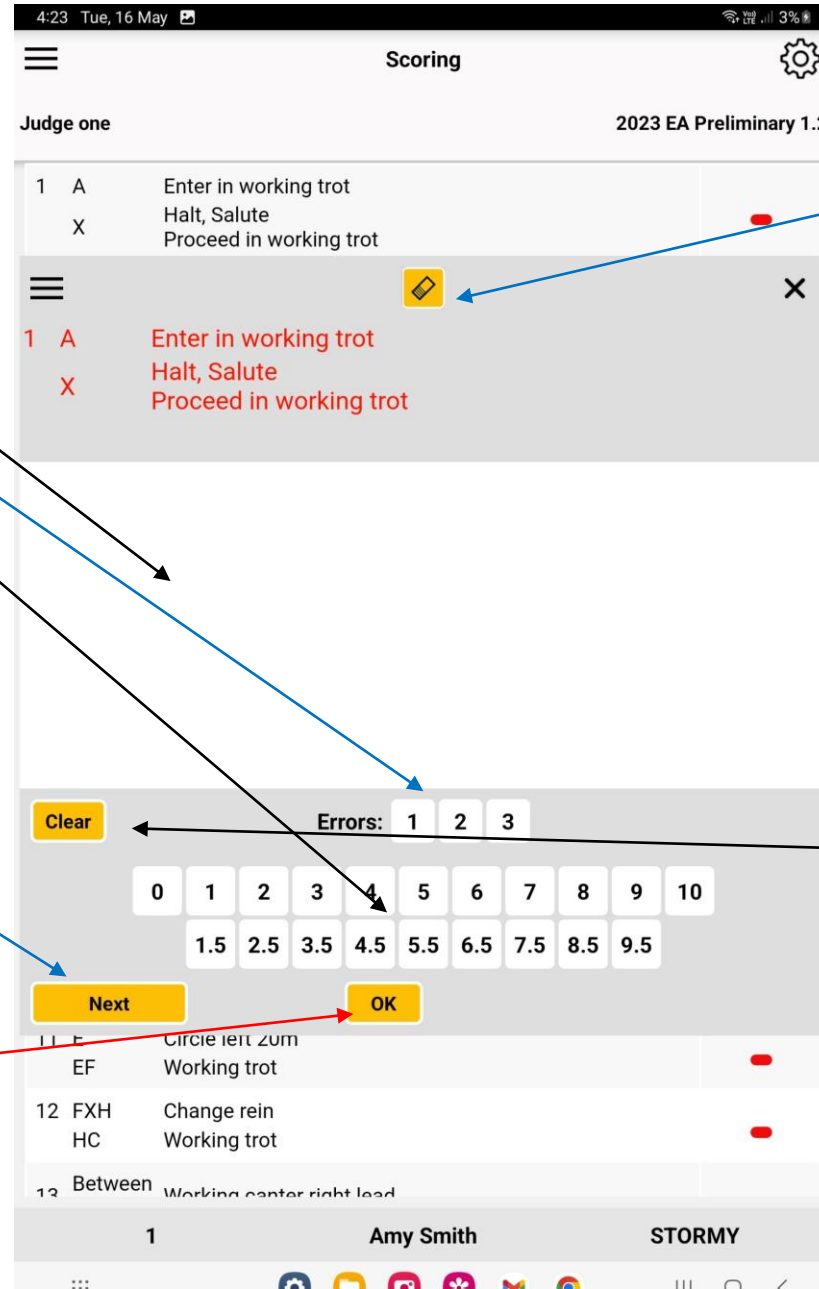 4:23 Tue, 16 May Vo)) LTE 3%
Scoring
Judge one 2023 EA Preliminary 1.
1 A Enter in working trot
X Halt, Salute
Proceed in working trot
1 A Enter in working trot
X Halt, Salute
Proceed in working trot
Clear Errors: 1 2 3
0 1 2 3 4 5 6 7 8 9 10
1.5 2.5 3.5 4.5 5.5 6.5 7.5 8.5 9.5
Next OK
11 E Circle left 20m
EF Working trot
12 FXH Change rein
HC Working trot
13 Between Working canter right lead
1 Amy Smith STORMY